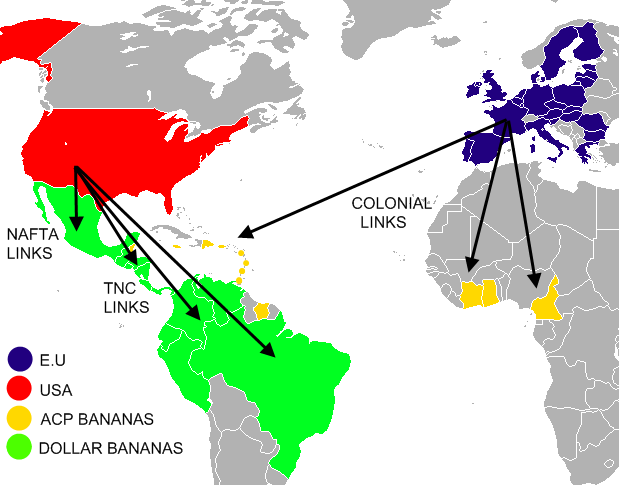 COLONIAL
LINKS
NAFTA
LINKS
TNC
LINKS
E.U
USA
ACP BANANAS
DOLLAR BANANAS